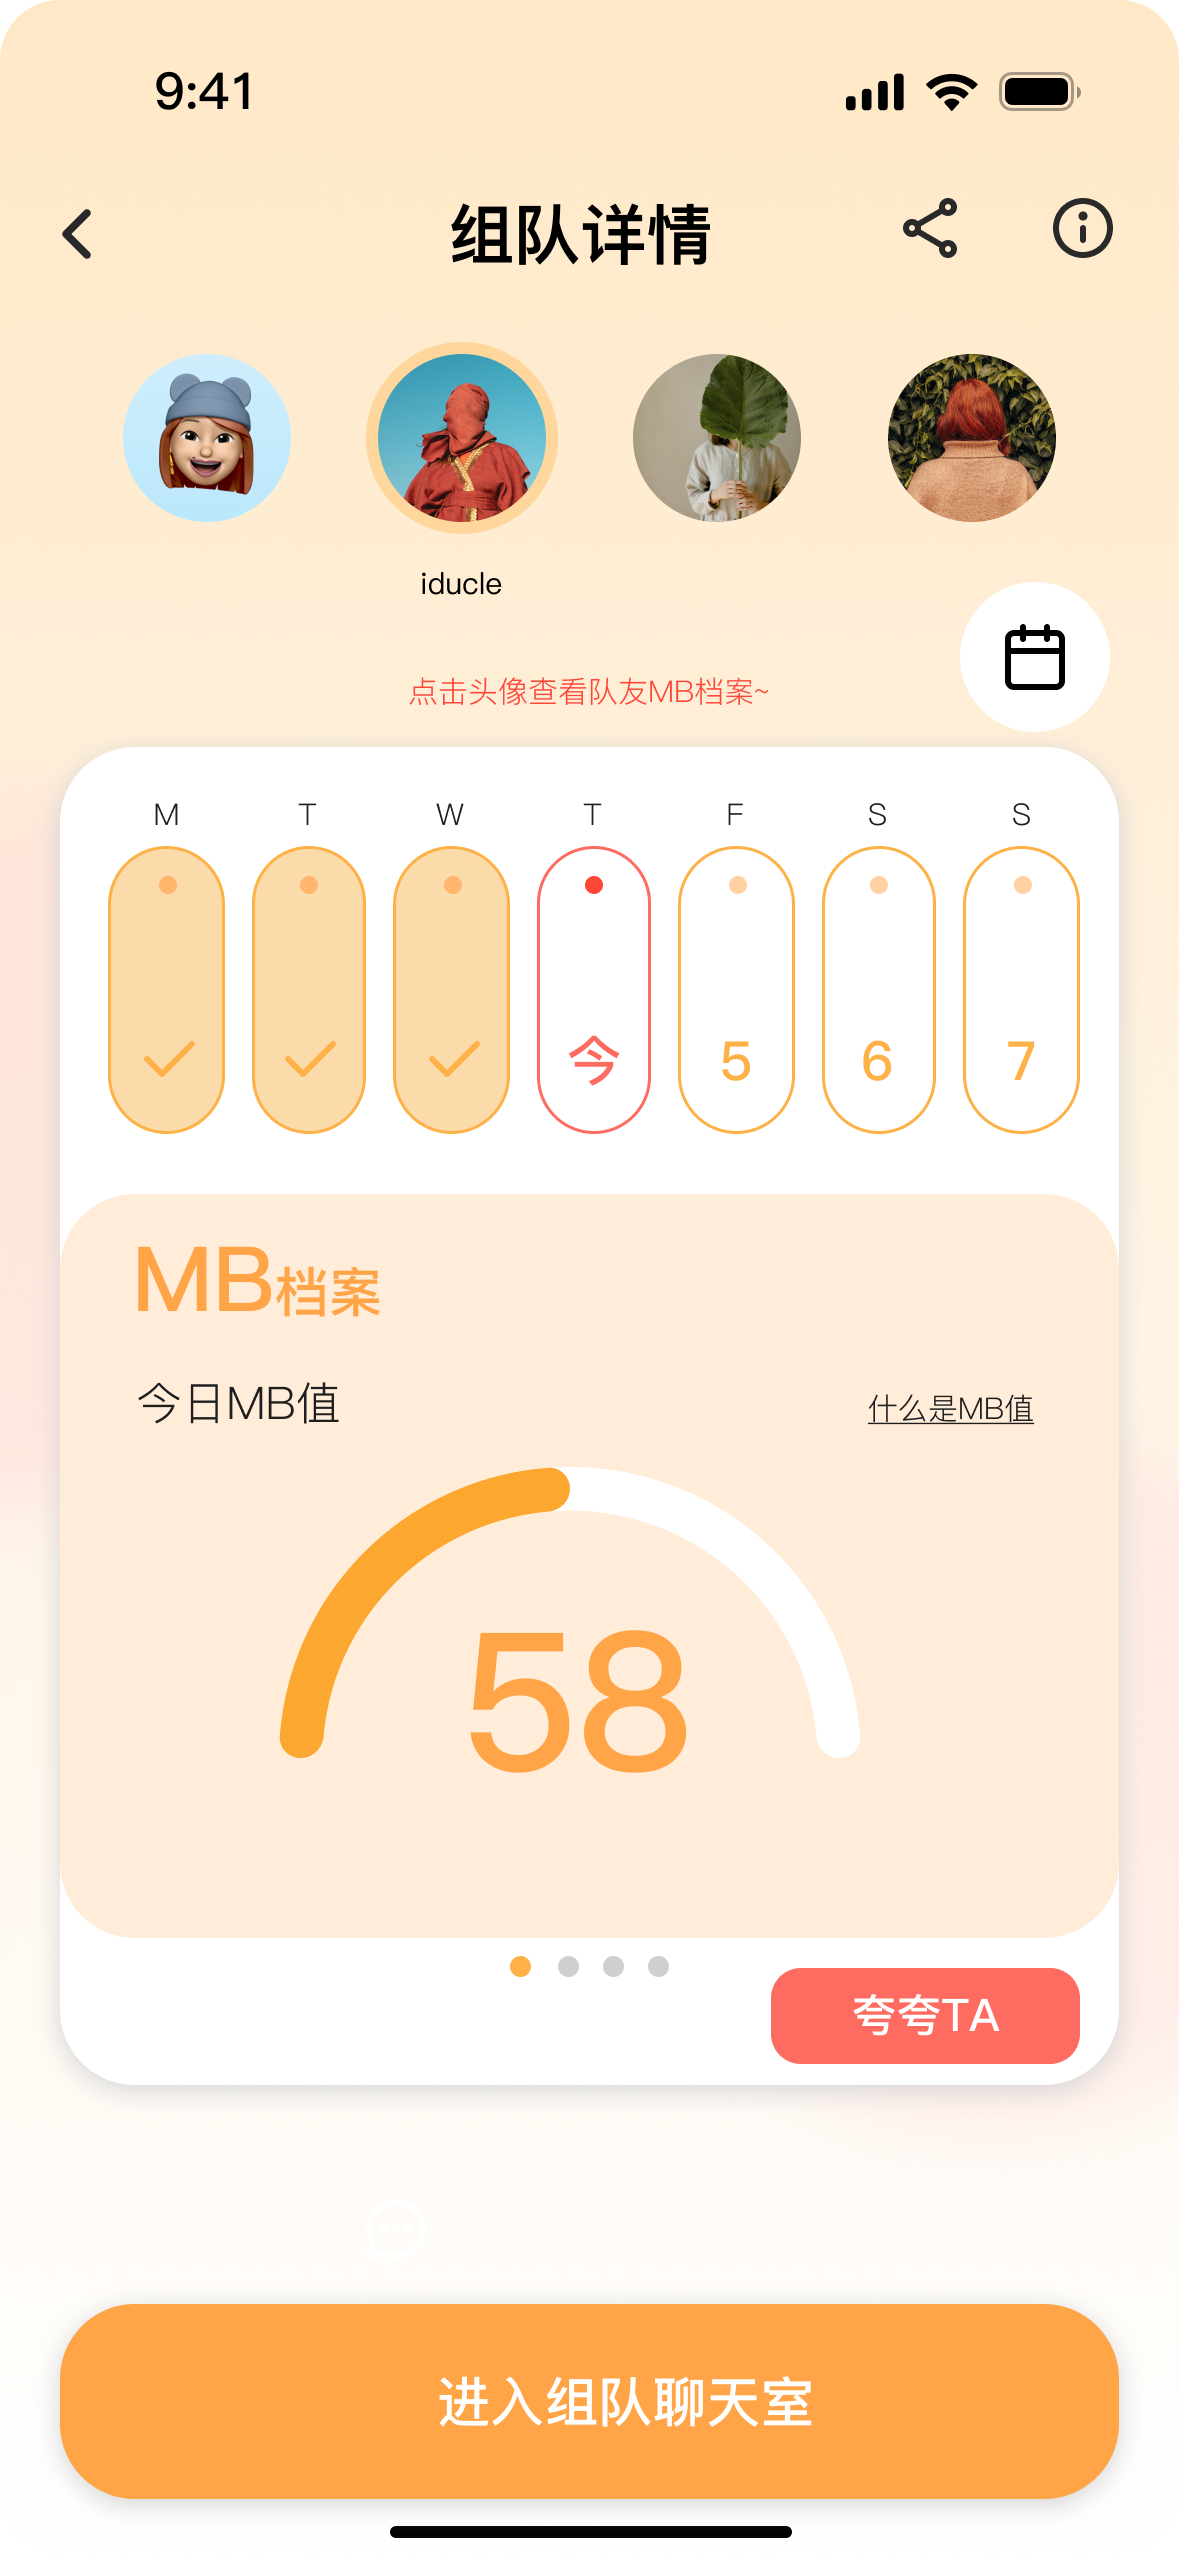 9:41
组队详情
iducle
点击头像查看队友MB档案~
M T W T F S S
今 5 6 7
MB档案
今日MB值
什么是MB值
58
夸夸TA
进入组队聊天室